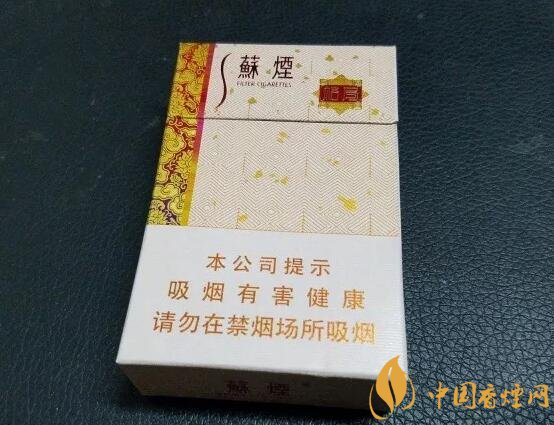 蘇煙
FILTER CIGARETTES
本公司提示
吸烟有害健康
请勿在禁烟场所吸烟
蘇煙
中国香烟网